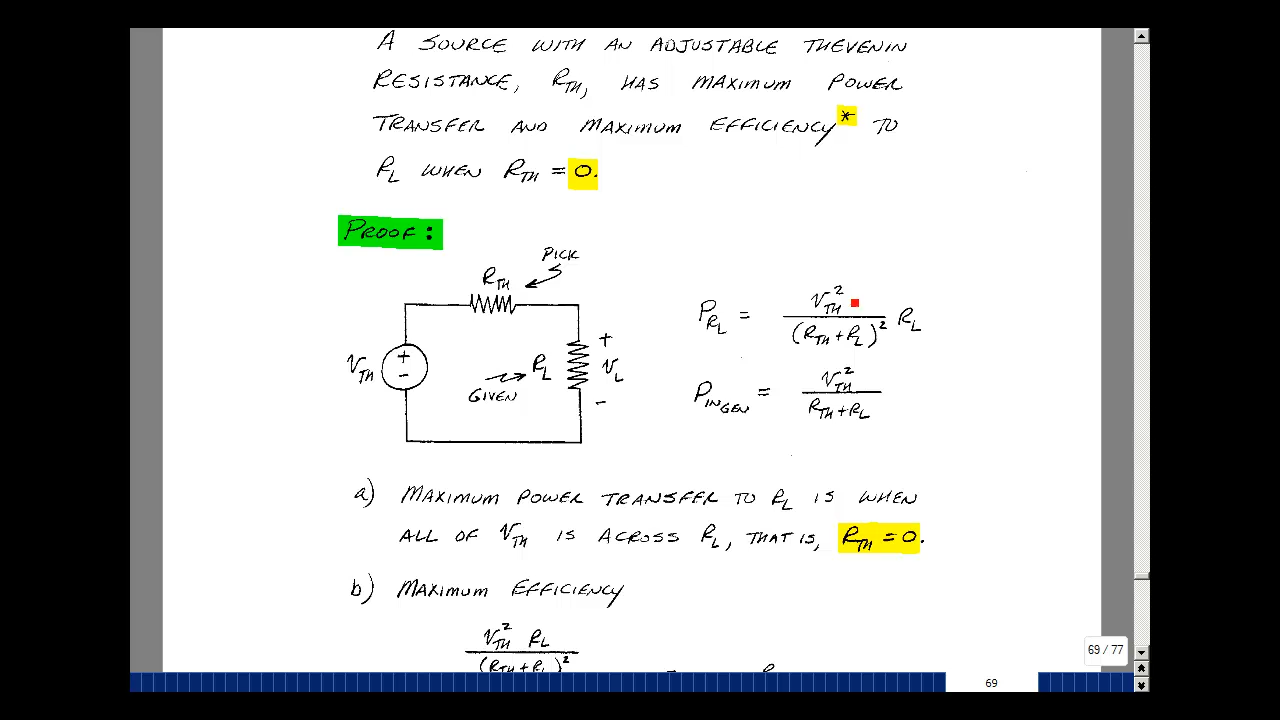 A SOURCE WITH AN ADJUSTABLE THEVENIN
RESISTANCE, RTH, HAS MAXIMUM POWER
TRANSFER AND MAXIMUM EFFICIENCY* TO
RL WHEN RTH = 0.
PROOF:
PICK
RTH
VTH
+
-
GIVEN
RL
+
VL
-
PRL = VTH² / (RTH+RL)² RL
PINGEN = VTH² / RTH+RL
a) MAXIMUM POWER TRANSFER TO RL IS WHEN
ALL OF VTH IS ACROSS RL, THAT IS, RTH = 0.
b) MAXIMUM EFFICIENCY
VTH² RL
(RTH+RL)²
69 / 77
69